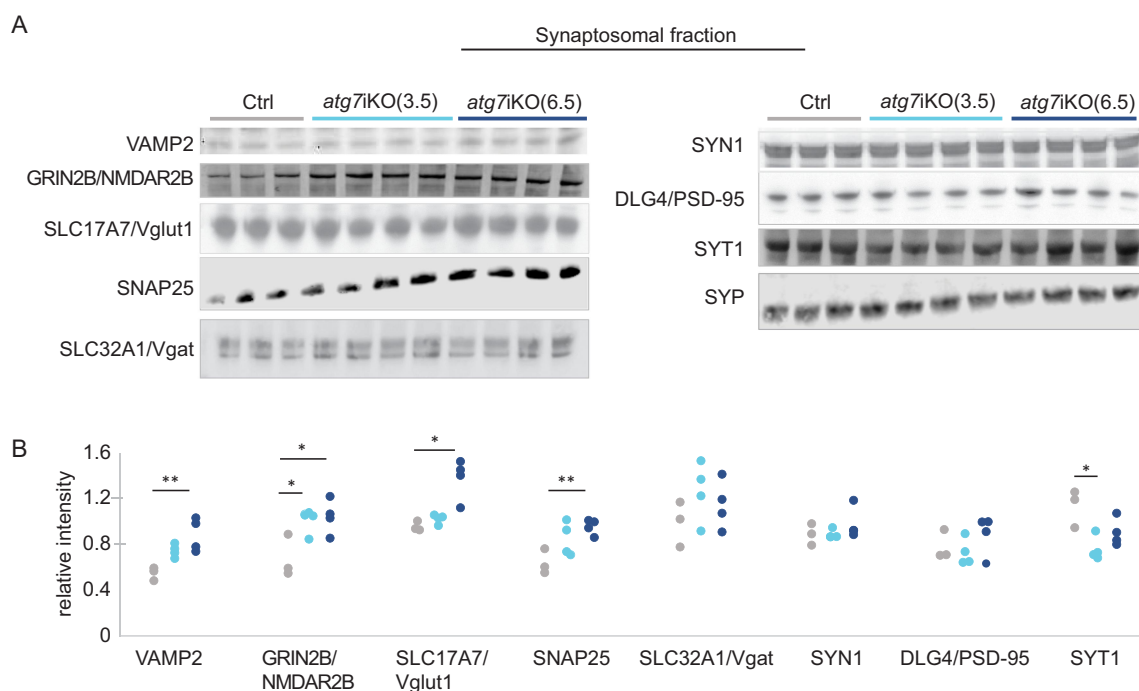 A
Synaptosomal fraction
Ctrl atg7iKO(3.5) atg7iKO(6.5)
VAMP2
GRIN2B/NMDAR2B
SLC17A7/Vglut1
SNAP25
SLC32A1/Vgat
Ctrl atg7iKO(3.5) atg7iKO(6.5)
SYN1
DLG4/PSD-95
SYT1
SYP
B
relative intensity
1.6
1.2
0.8
0.4
0
**
*
*
*
**
*
VAMP2 GRIN2B/ SLC17A7/ SNAP25 SLC32A1/Vgat SYN1 DLG4/PSD-95 SYT1
NMDAR2B Vglut1